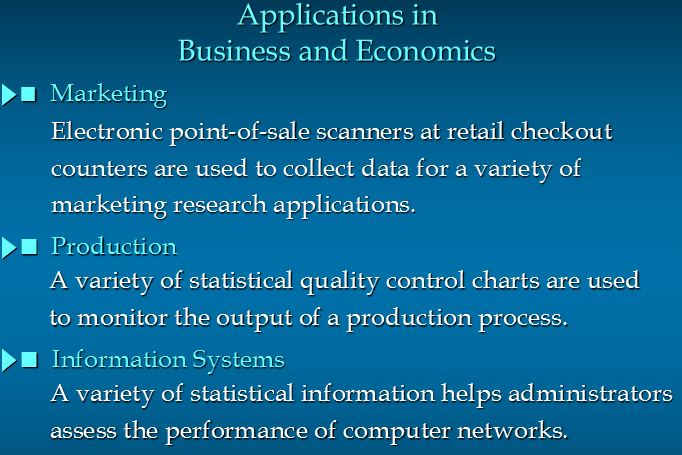 Applications in
Business and Economics
Marketing
Electronic point-of-sale scanners at retail checkout
counters are used to collect data for a variety of
marketing research applications.
Production
A variety of statistical quality control charts are used
to monitor the output of a production process.
Information Systems
A variety of statistical information helps administrators
assess the performance of computer networks.